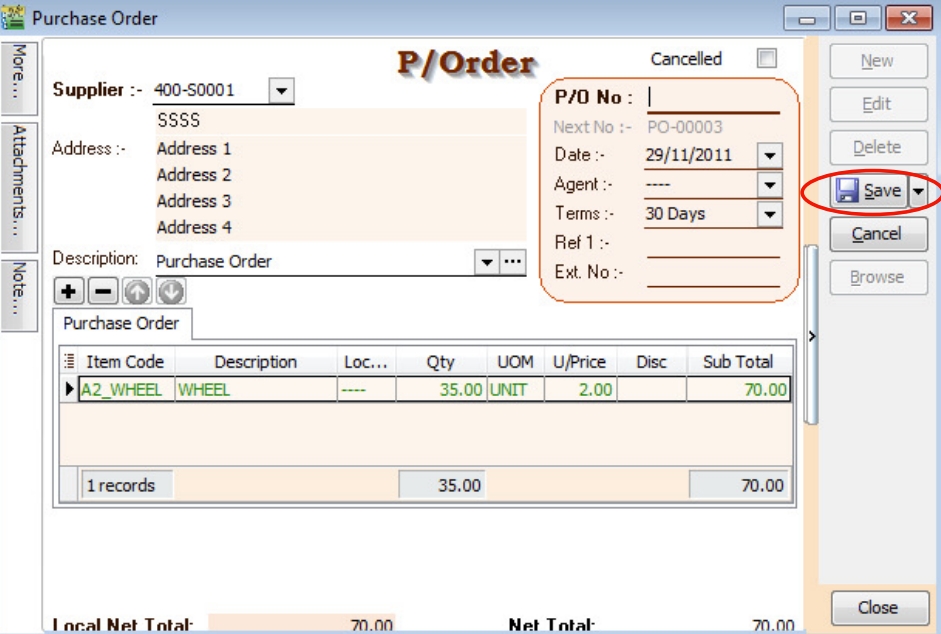 Purchase Order
More...
Attachments...
Note...
P/Order
Cancelled
Supplier :- 400-S0001
SSSS
Address :- Address 1
Address 2
Address 3
Address 4
Description: Purchase Order
P/O No :
Next No :- PO-00003
Date :- 29/11/2011
Agent :- ----
Terms :- 30 Days
Ref 1 :-
Ext. No :-
New
Edit
Delete
Save
Cancel
Browse
Purchase Order
Item Code Description Loc... Qty UOM U/Price Disc Sub Total
A2_WHEEL WHEEL ---- 35.00 UNIT 2.00 70.00
1 records 35.00 70.00
Local Net Total: 70.00 Net Total: 70.00
Close